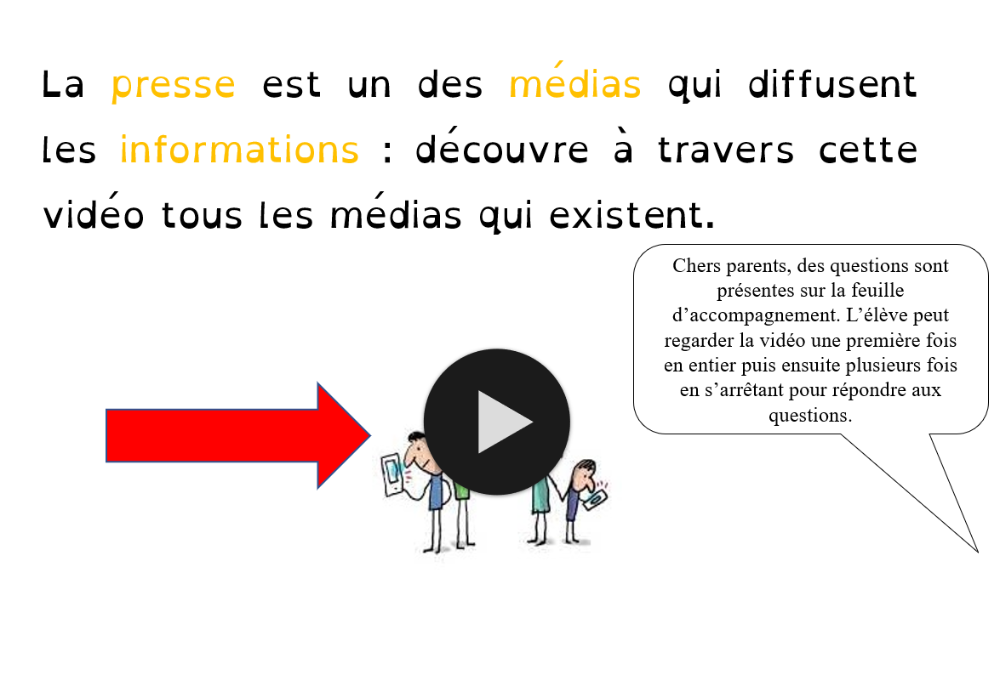 La presse est un des médias qui diffusent
les informations : découvre à travers cette
vidéo tous les médias qui existent.
Chers parents, des questions sont
présentes sur la feuille
d’accompagnement. L’élève peut
regarder la vidéo une première fois
en entier puis ensuite plusieurs fois
en s’arrêtant pour répondre aux
questions.